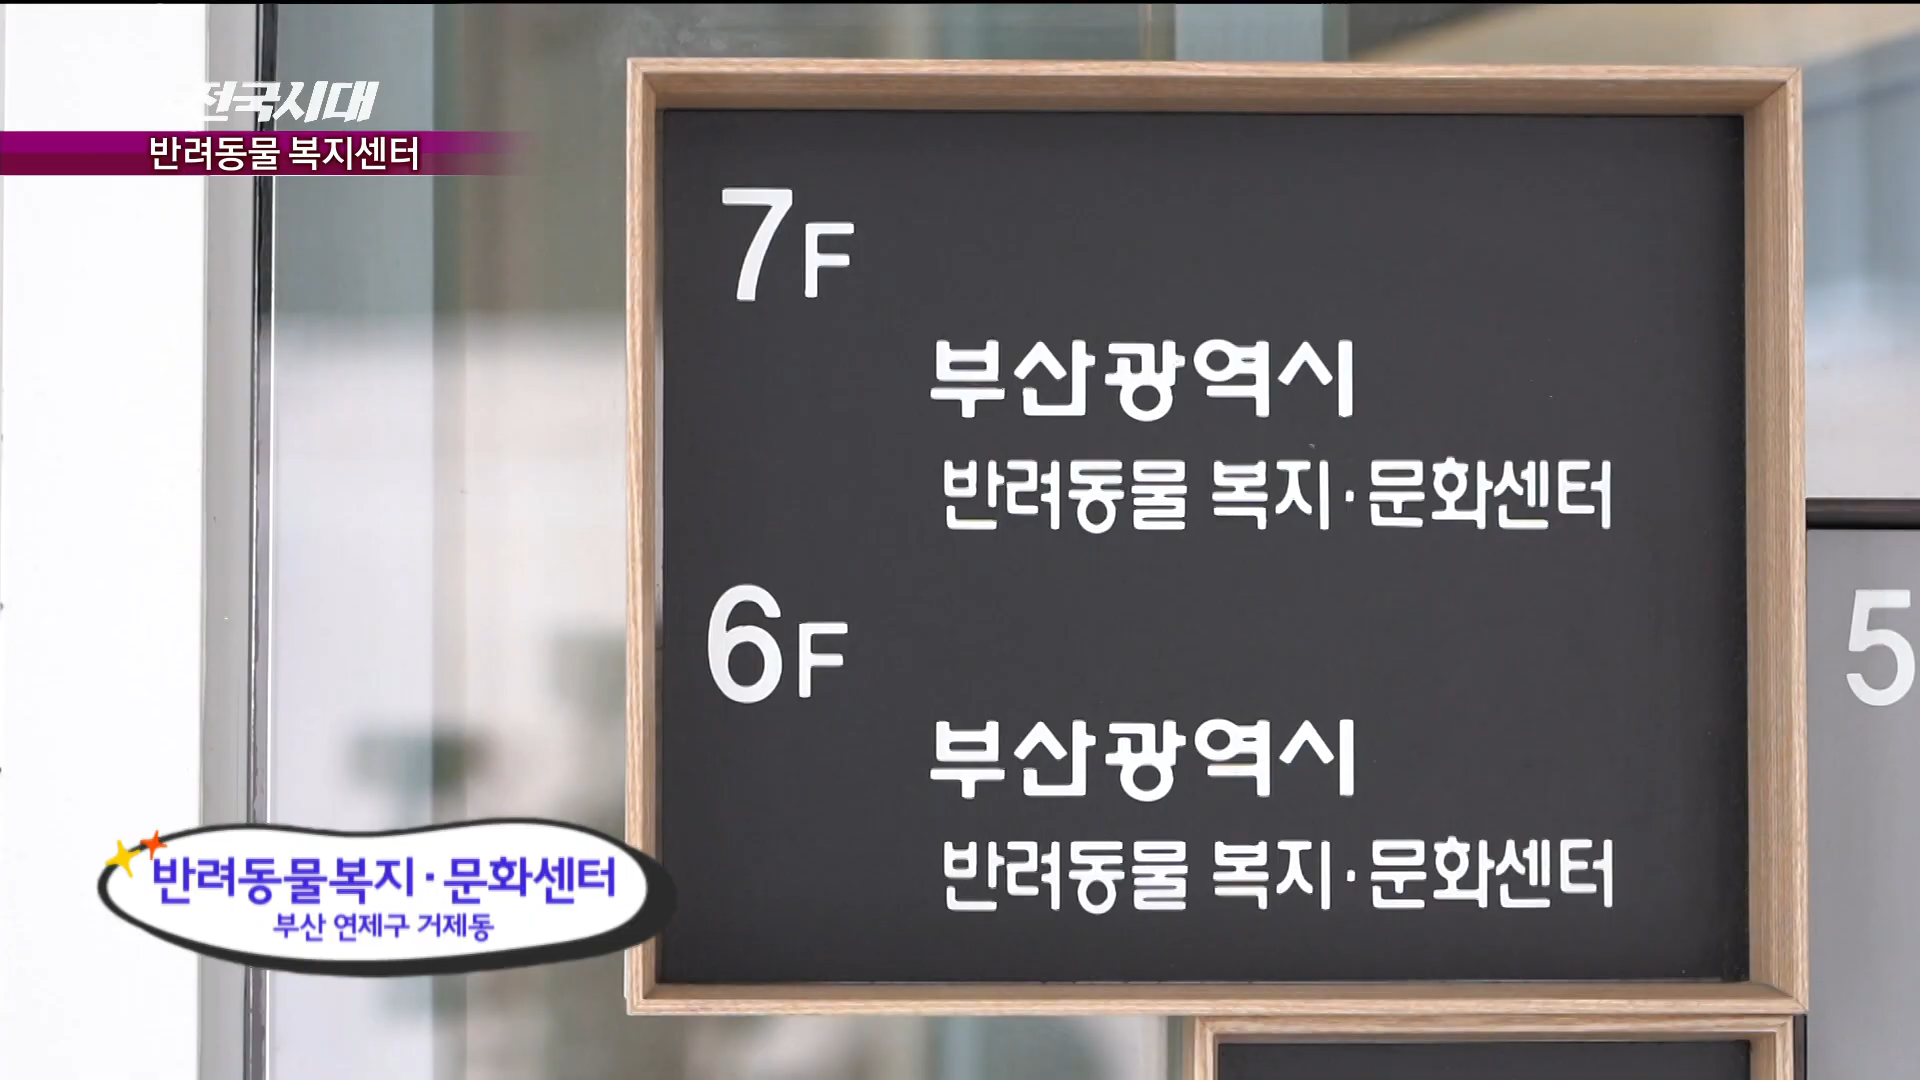 전국시대
반려동물 복지센터
7F
부산광역시
반려동물 복지·문화센터
6F
부산광역시
반려동물 복지·문화센터
5
반려동물복지·문화센터
부산 연제구 거제동